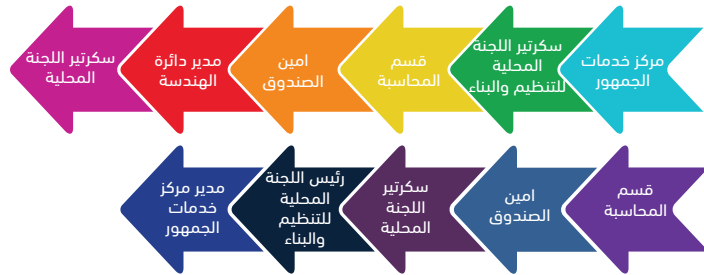 مركز خدمات
الجمهور
سكرتير اللجنة
المحلية
للتنظيم والبناء
قسم
المحاسبة
امين
الصندوق
مدير دائرة
الهندسة
سكرتير اللجنة
المحلية
قسم
المحاسبة
امين
الصندوق
سكرتير
اللجنة
المحلية
رئيس اللجنة
المحلية
للتنظيم
والبناء
مدير مركز
خدمات
الجمهور